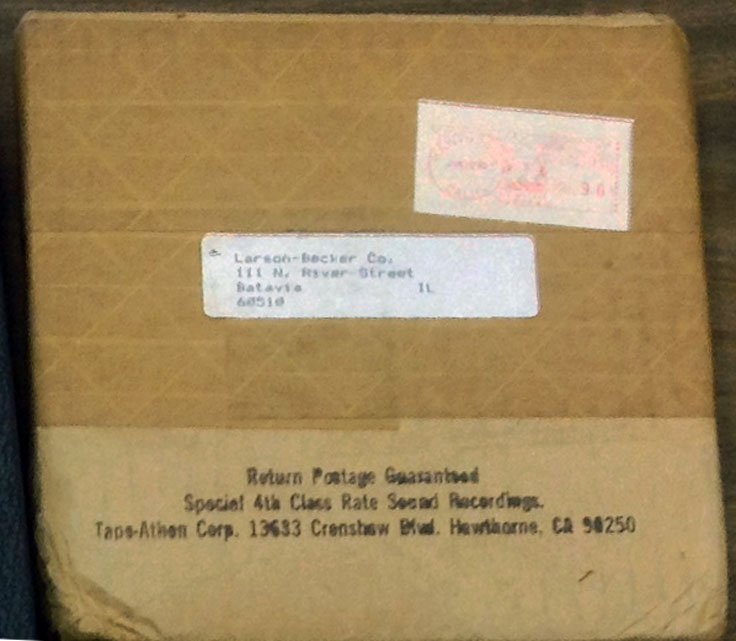 Larson-Becker Co.
111 N. River Street
Batavia IL
60510
Return Postage Guaranteed
Special 4th Class Rate Sound Recordings.
Tape-Athon Corp. 13633 Crenshaw Blvd. Hawthorne, CA 90250